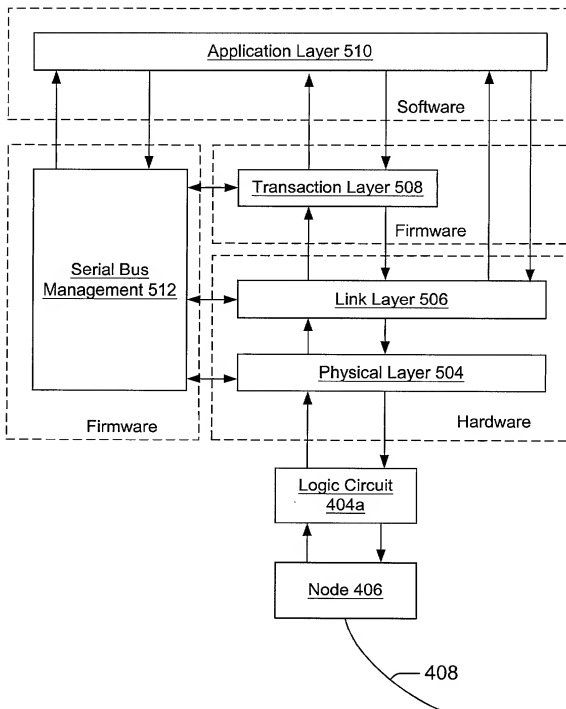 Application Layer 510
Software
Transaction Layer 508
Firmware
Serial Bus
Management 512
Link Layer 506
Physical Layer 504
Firmware
Hardware
Logic Circuit
404a
Node 406
408